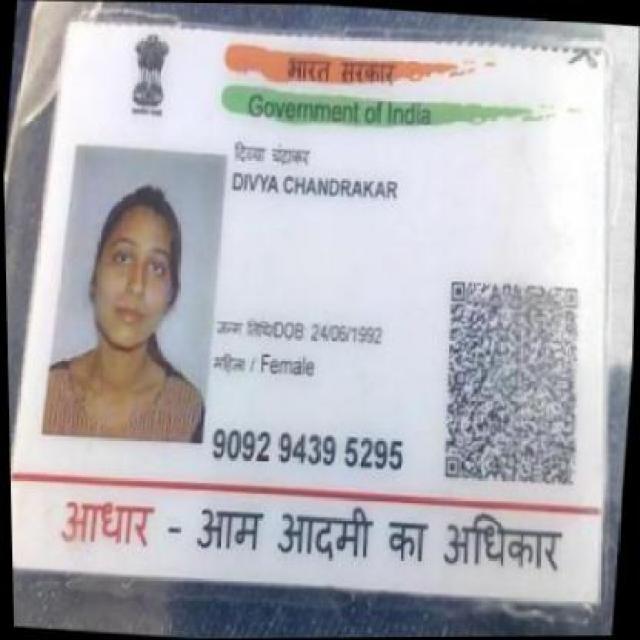 भारत सरकार
Government of India
दिव्या चंद्राकर
DIVYA CHANDRAKAR
जन्म तिथि/DOB 24/06/1992
महिला / Female
9092 9439 5295
आधार - आम आदमी का अधिकार